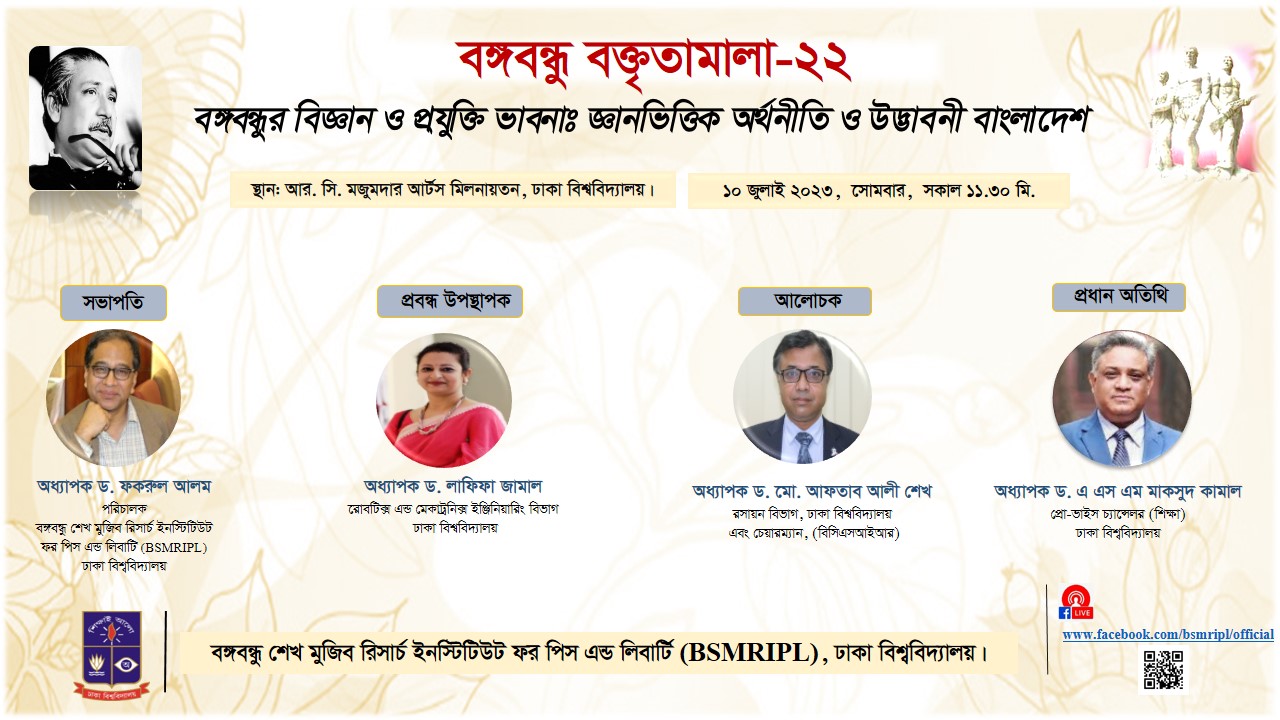 বঙ্গবন্ধু বক্তৃতামালা-২২
বঙ্গবন্ধুর বিজ্ঞান ও প্রযুক্তি ভাবনাঃ জ্ঞানভিত্তিক অর্থনীতি ও উদ্ভাবনী বাংলাদেশ
স্থান: আর. সি. মজুমদার আর্টস মিলনায়তন, ঢাকা বিশ্ববিদ্যালয়।
১০ জুলাই ২০২৩, সোমবার, সকাল ১১.৩০ মি.
সভাপতি
অধ্যাপক ড. ফকরুল আলম
পরিচালক
বঙ্গবন্ধু শেখ মুজিব রিসার্চ ইনস্টিটিউট
ফর পিস এন্ড লিবার্টি (BSMRIPL)
ঢাকা বিশ্ববিদ্যালয়
প্রবন্ধ উপস্থাপক
অধ্যাপক ড. লাফিফা জামাল
রোবটিক্স এন্ড মেকাট্রনিক্স ইঞ্জিনিয়ারিং বিভাগ
ঢাকা বিশ্ববিদ্যালয়
আলোচক
অধ্যাপক ড. মো. আফতাব আলী শেখ
রসায়ন বিভাগ, ঢাকা বিশ্ববিদ্যালয়
এবং চেয়ারম্যান, (বিসিএসআইআর)
প্রধান অতিথি
অধ্যাপক ড. এ এস এম মাকসুদ কামাল
প্রো-ভাইস চ্যান্সেলর (শিক্ষা)
ঢাকা বিশ্ববিদ্যালয়
শিক্ষাই আলো
ঢাকা বিশ্ববিদ্যালয়
বঙ্গবন্ধু শেখ মুজিব রিসার্চ ইনস্টিটিউট ফর পিস এন্ড লিবার্টি (BSMRIPL), ঢাকা বিশ্ববিদ্যালয়।
LIVE
www.facebook.com/bsmripl/official